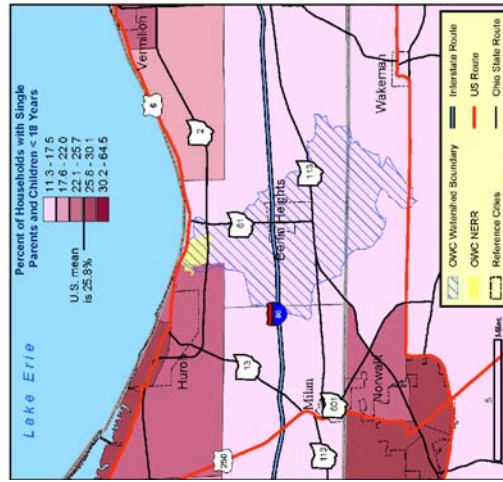 Lake Erie
Percent of Households with Single
Parents and Children < 18 Years
11.3 - 17.5
17.6 - 22.0
22.1 - 25.7
25.8 - 30.1
30.2 - 64.5
U.S. mean
is 25.8%
Vermilion
6
2
Huron
61
13
Berlin Heights
113
90
250
Milan
601
113
Norwalk
Wakeman
OWC Watershed Boundary
OWC NERR
Reference Cities
Interstate Route
US Route
Ohio State Route
5
Miles